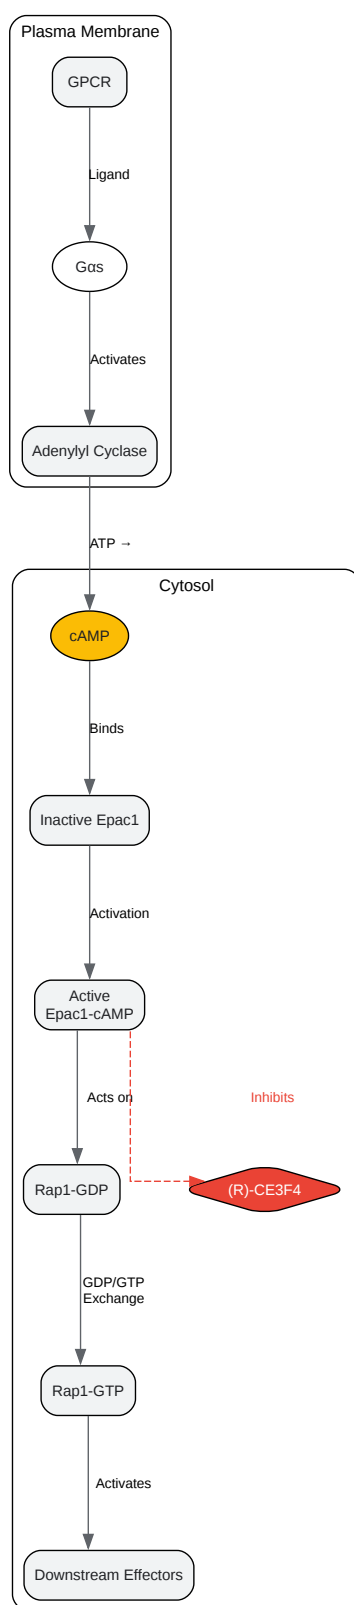 Plasma Membrane
GPCR
Ligand
Gαs
Activates
Adenylyl Cyclase
ATP →
Cytosol
cAMP
Binds
Inactive Epac1
Activation
Active
Epac1-cAMP
Acts on
Inhibits
Rap1-GDP
(R)-CE3F4
GDP/GTP
Exchange
Rap1-GTP
Activates
Downstream Effectors